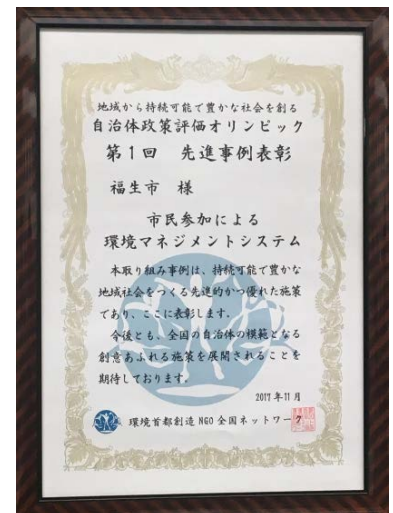 地域から持続可能で豊かな社会を創る
自治体政策評価オリンピック
第1回 先進事例表彰
福生市 様
市民参加による
環境マネジメントシステム
本取り組み事例は、持続可能で豊かな
地域社会をつくる先進的かつ優れた施策
であり、ここに表彰します。
今後とも、全国の自治体の模範となる
創意あふれる施策を展開されることを
期待しております。
2017年11月
環境首都創造NGO全国ネットワーク